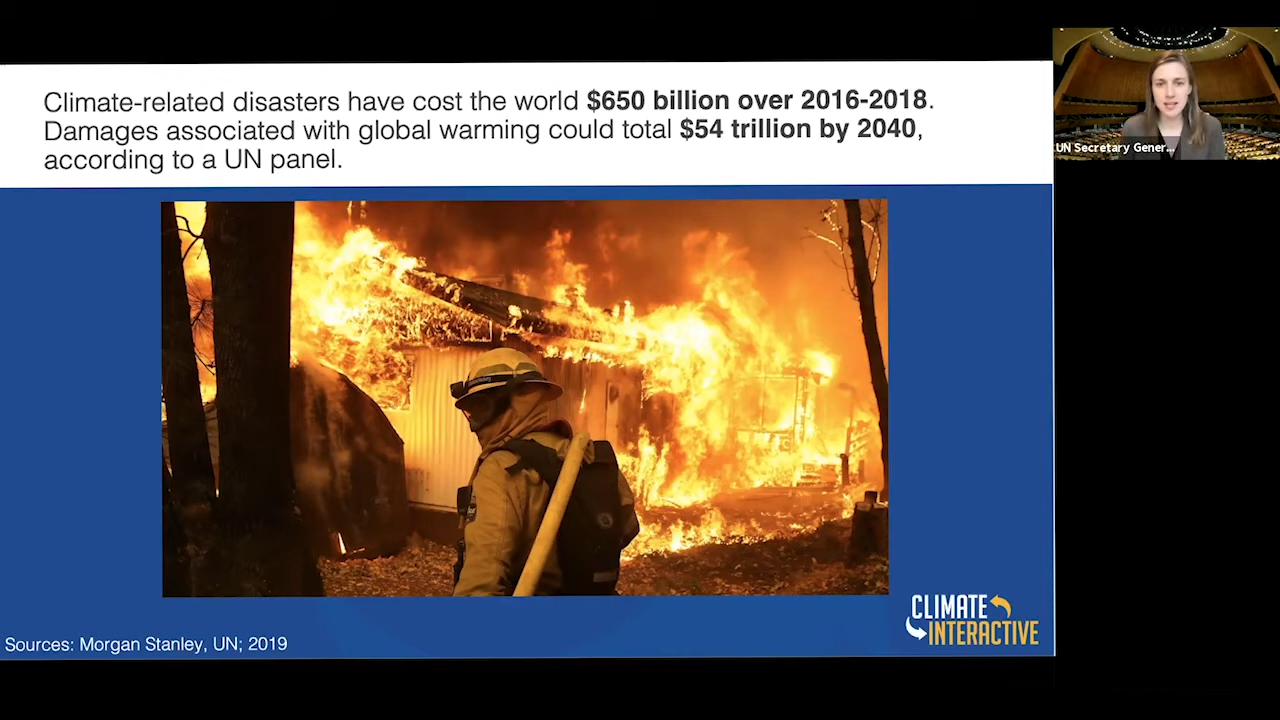 Climate-related disasters have cost the world $650 billion over 2016-2018.
Damages associated with global warming could total $54 trillion by 2040,
according to a UN panel.
UN Secretary Gener...
CLIMATE
INTERACTIVE
Sources: Morgan Stanley, UN; 2019